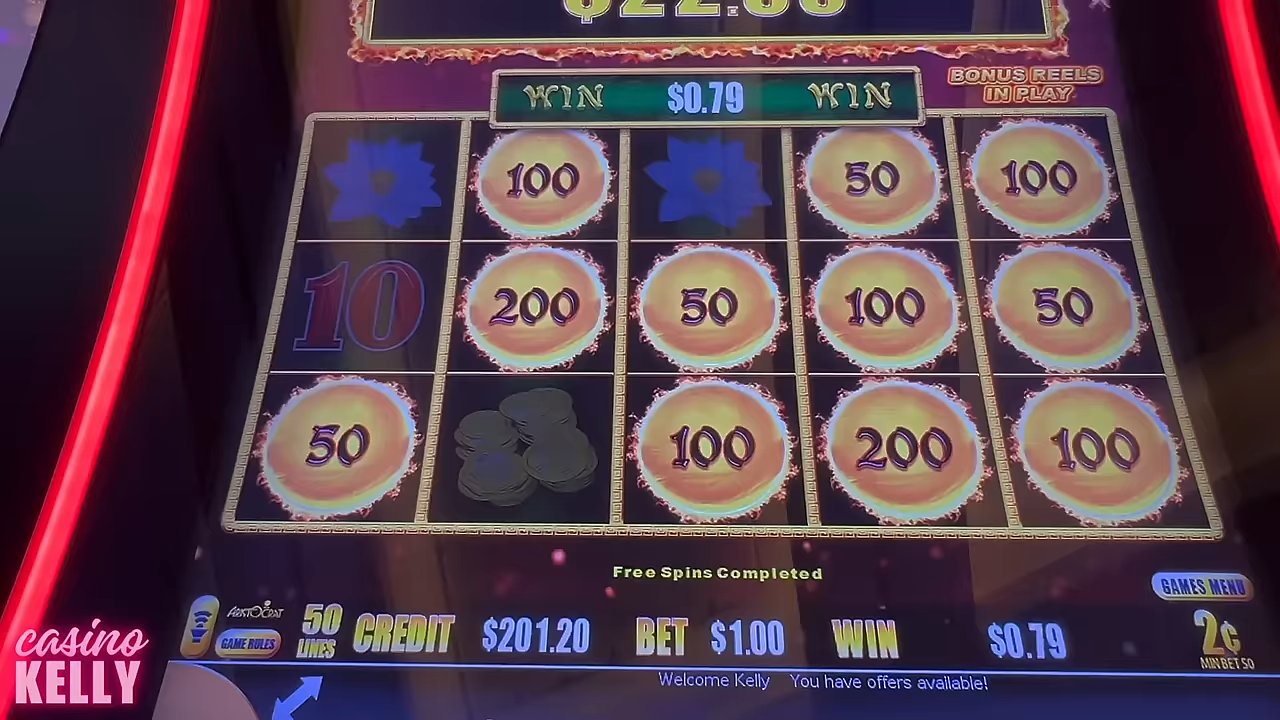 WIN $0.79 WIN
BONUS REELS
IN PLAY
100 50 100
10 200 50 100 50
50 100 200 100
Free Spins Completed
GAMES MENU
ARISTOCRAT
GAME RULES
50
LINES
CREDIT $201.20 BET $1.00 WIN $0.79
2¢
MIN BET 50
Welcome Kelly You have offers available!
casino
KELLY